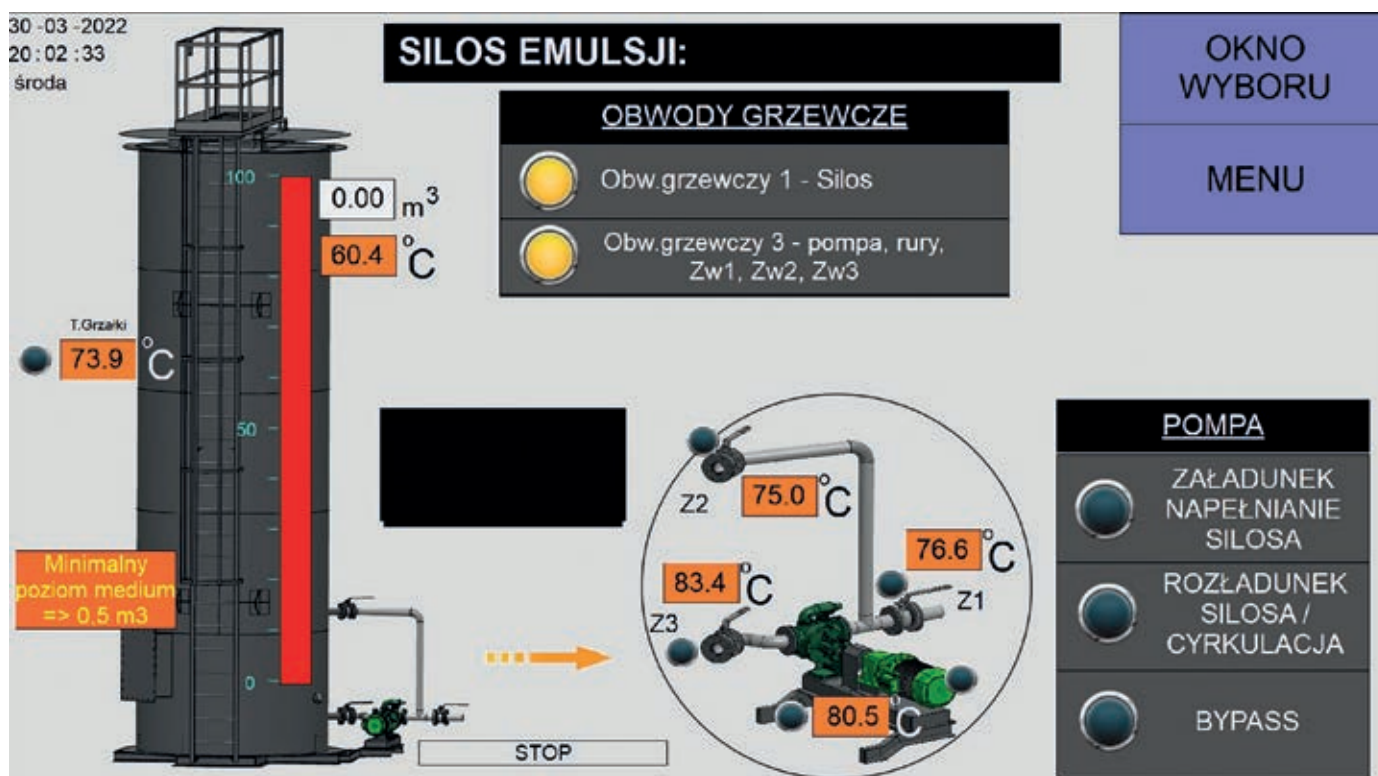 30 -03 -2022
20 : 02 : 33
środa
SILOS EMULSJI:
OKNO
WYBORU
MENU
OBWODY GRZEWCZE
Obw.grzewczy 1 - Silos
Obw.grzewczy 3 - pompa, rury,
Zw1, Zw2, Zw3
100
0.00 m³
60.4 °C
T.Grzałki
73.9 °C
50
Minimalny
poziom medium
=> 0.5 m3
0
STOP
Z2
75.0 °C
76.6 °C
Z1
83.4 °C
Z3
80.5 °C
POMPA
ZAŁADUNEK
NAPEŁNIANIE
SILOSA
ROZŁADUNEK
SILOSA /
CYRKULACJA
BYPASS